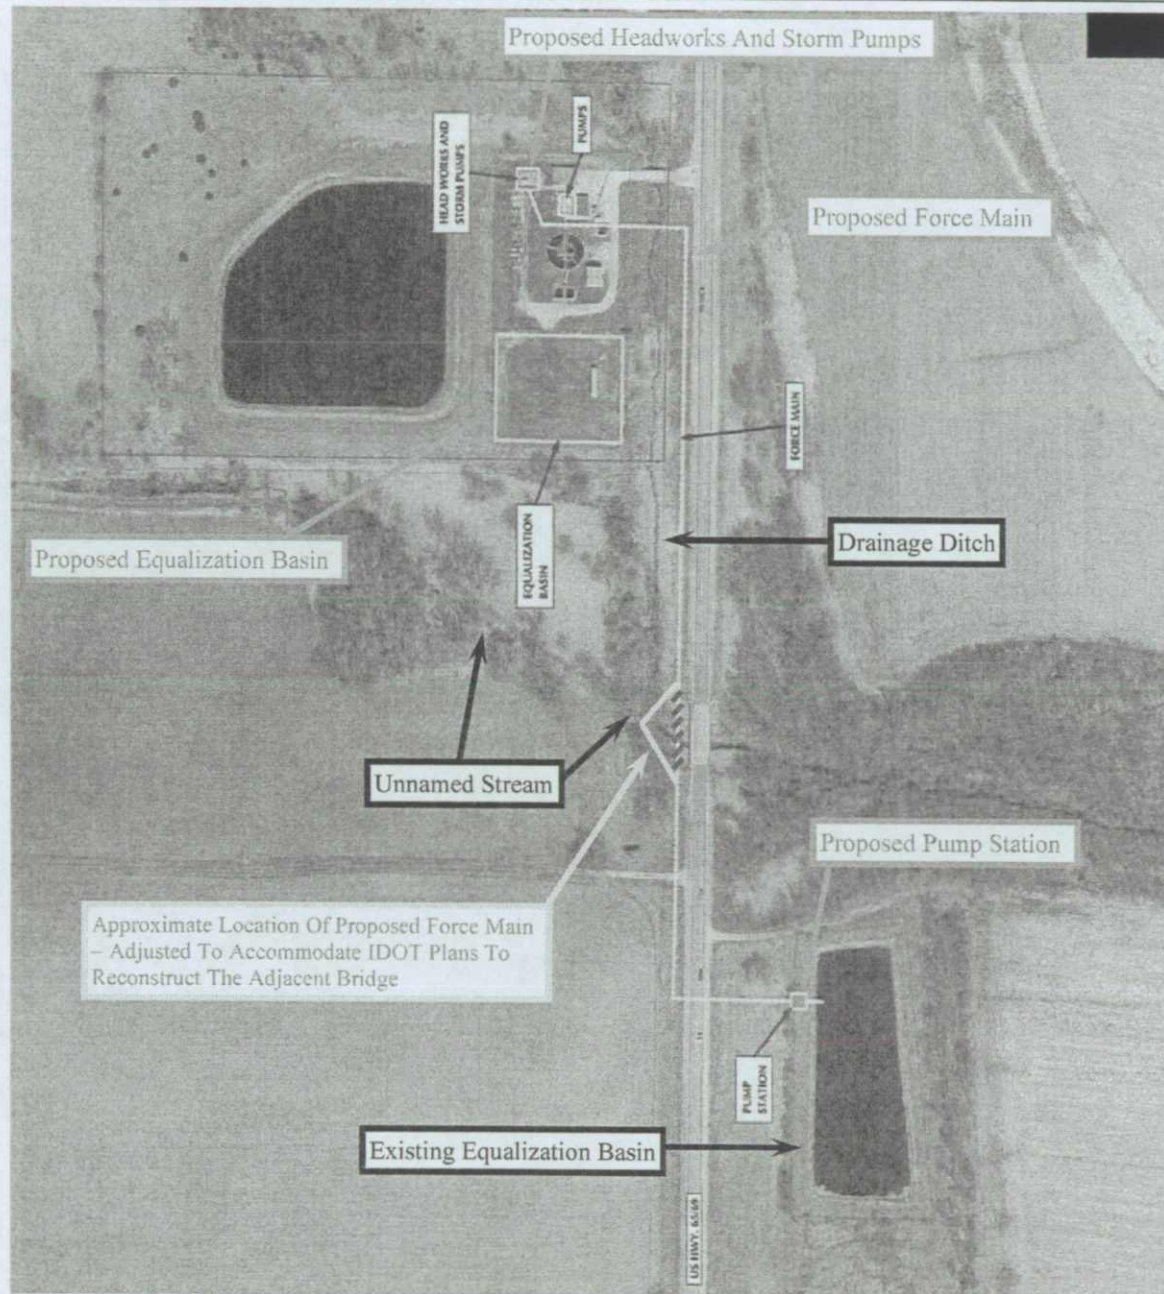 Proposed Headworks And Storm Pumps
HEAD WORKS AND
STORM PUMPS
PUMPS
Proposed Force Main
FORCE MAIN
EQUALIZATION
BASIN
Drainage Ditch
Proposed Equalization Basin
Unnamed Stream
Proposed Pump Station
Approximate Location Of Proposed Force Main
– Adjusted To Accommodate IDOT Plans To
Reconstruct The Adjacent Bridge
PUMP
STATION
Existing Equalization Basin
US HWY. 65/69